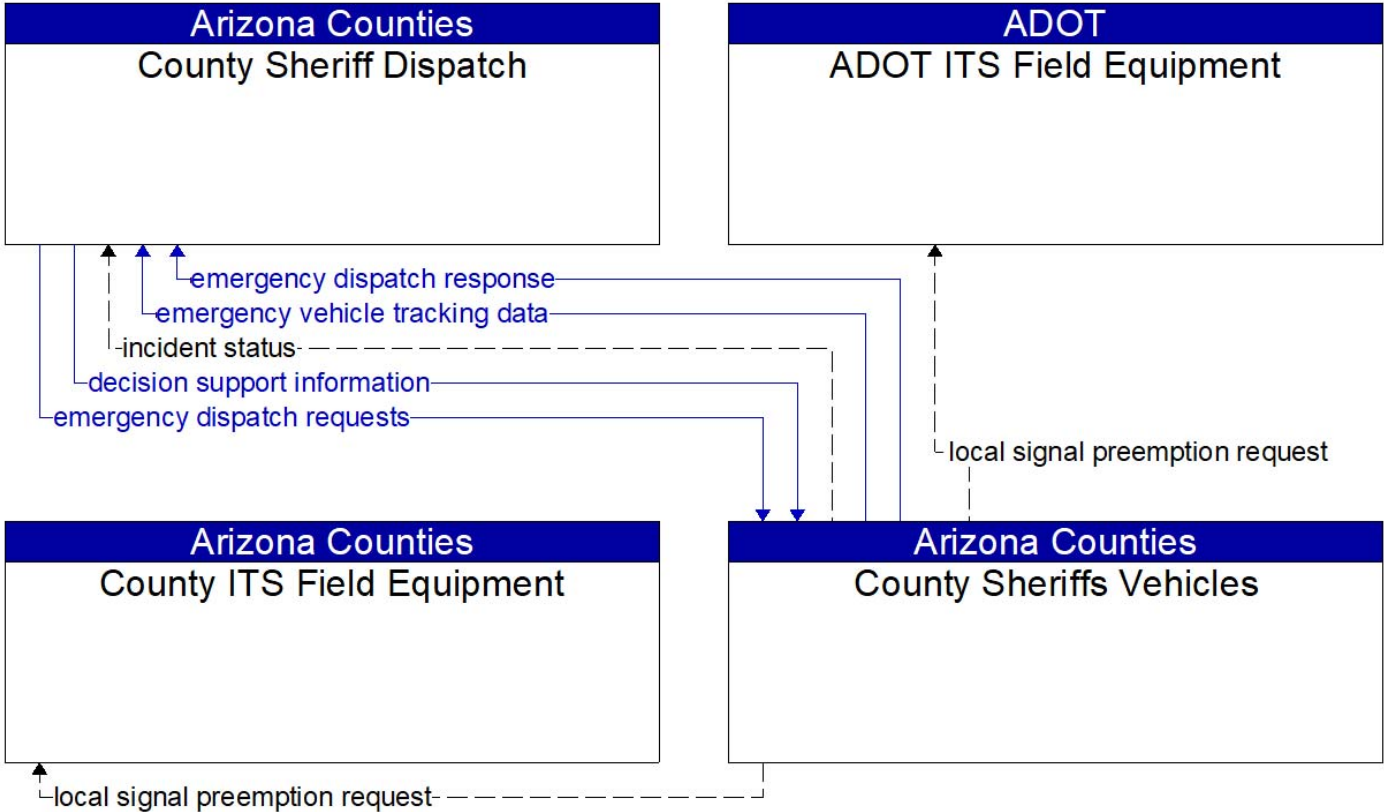 Arizona Counties
County Sheriff Dispatch
ADOT
ADOT ITS Field Equipment
emergency dispatch response
emergency vehicle tracking data
incident status
decision support information
emergency dispatch requests
local signal preemption request
Arizona Counties
County ITS Field Equipment
Arizona Counties
County Sheriffs Vehicles
local signal preemption request